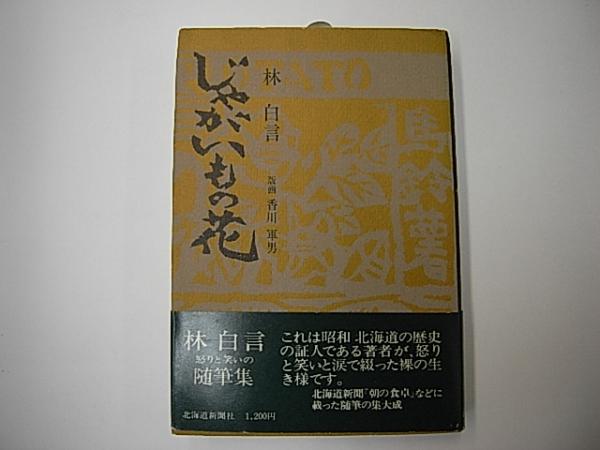 じゃがいもの花
林 白言
版画 香川 軍男
POTATO
馬鈴薯
林 白言
怒りと笑いの
随筆集
これは昭和 北海道の歴史
の証人である著者が、怒り
と笑いと涙で綴った裸の生
き様です。
北海道新聞「朝の食卓」などに
載った随筆の集大成
北海道新聞社 1,200円